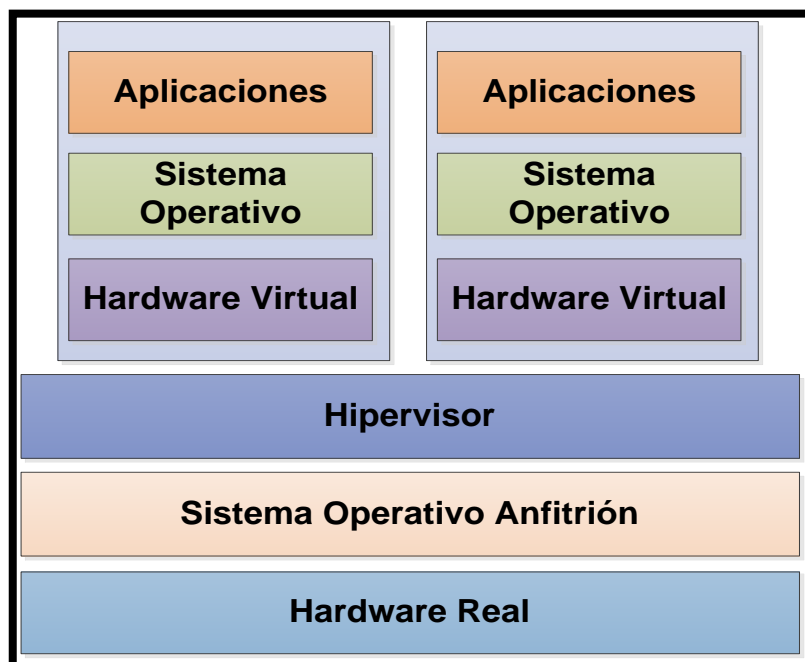 Aplicaciones
Sistema
Operativo
Hardware Virtual
Aplicaciones
Sistema
Operativo
Hardware Virtual
Hipervisor
Sistema Operativo Anfitrión
Hardware Real